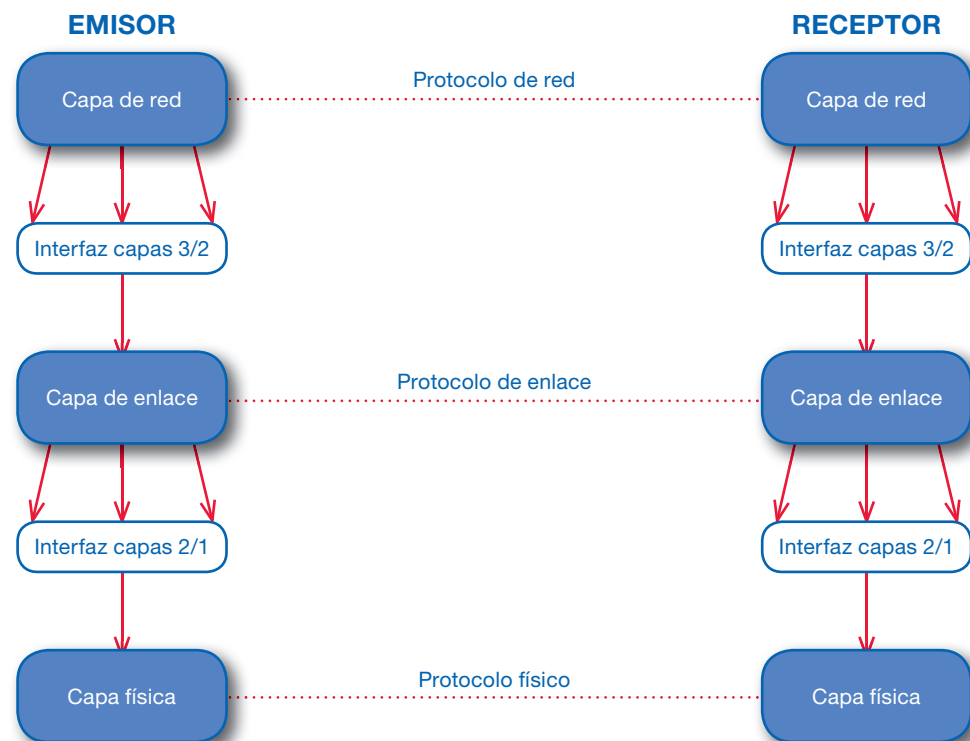 EMISOR
RECEPTOR
Capa de red
Protocolo de red
Capa de red
Interfaz capas 3/2
Interfaz capas 3/2
Capa de enlace
Protocolo de enlace
Capa de enlace
Interfaz capas 2/1
Interfaz capas 2/1
Capa física
Protocolo físico
Capa física